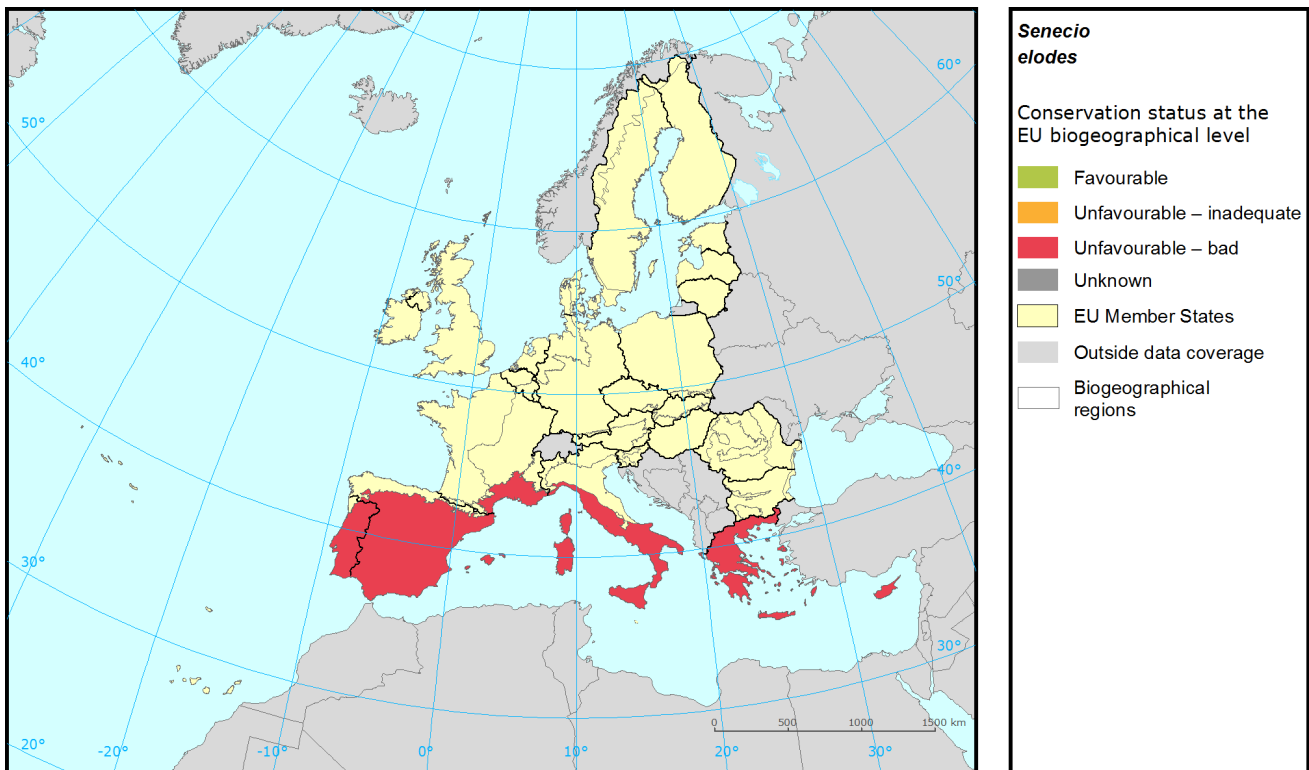 Senecio
elodes
Conservation status at the
EU biogeographical level
Favourable
Unfavourable – inadequate
Unfavourable – bad
Unknown
EU Member States
Outside data coverage
Biogeographical
regions
60°
50°
50°
40°
40°
30°
30°
20°
-20°
-10°
0°
10°
20°
30°
0 500 1000 1500 km